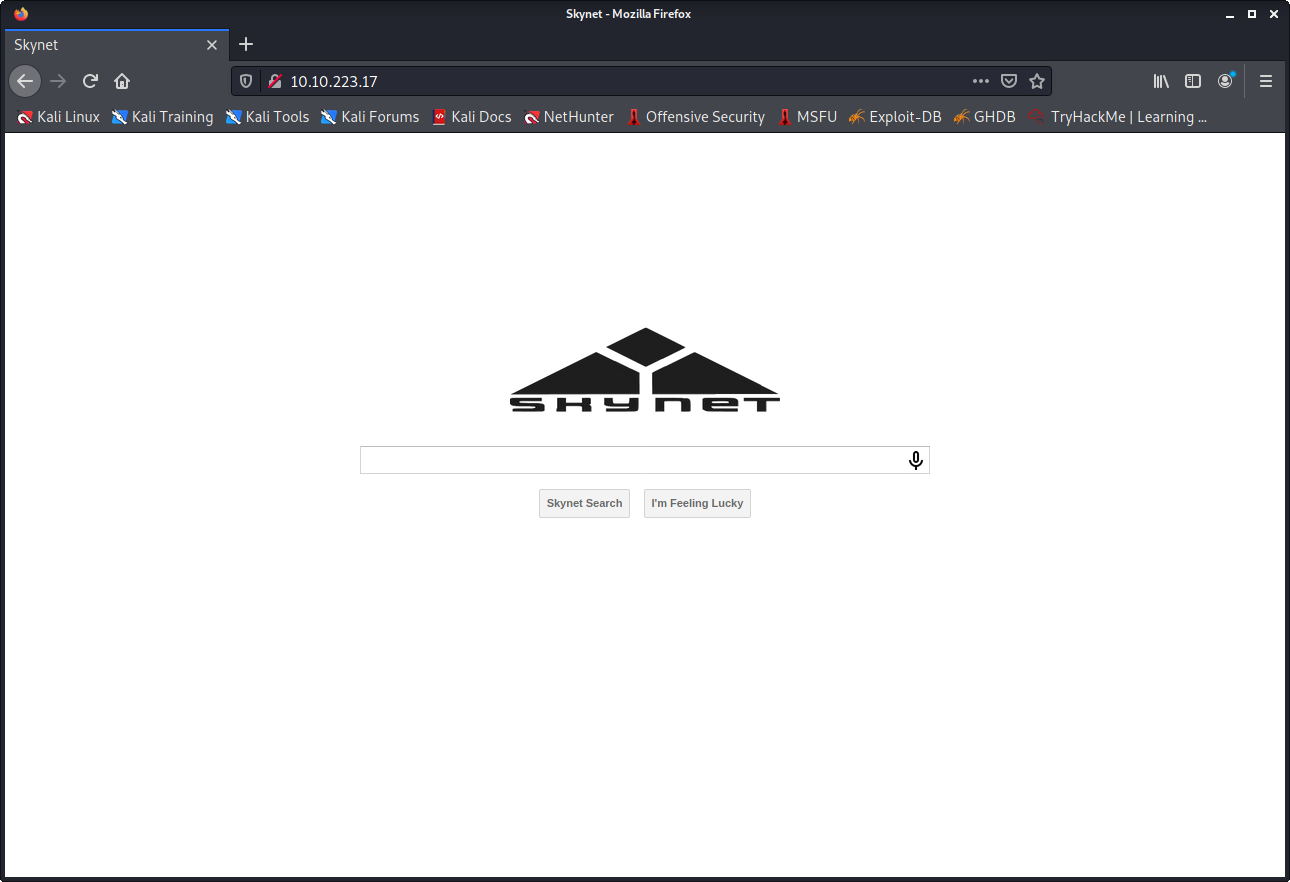 Skynet - Mozilla Firefox
Skynet
10.10.223.17
Kali Linux Kali Training Kali Tools Kali Forums Kali Docs NetHunter Offensive Security MSFU Exploit-DB GHDB TryHackMe | Learning ...
SKYNET
Skynet Search I'm Feeling Lucky